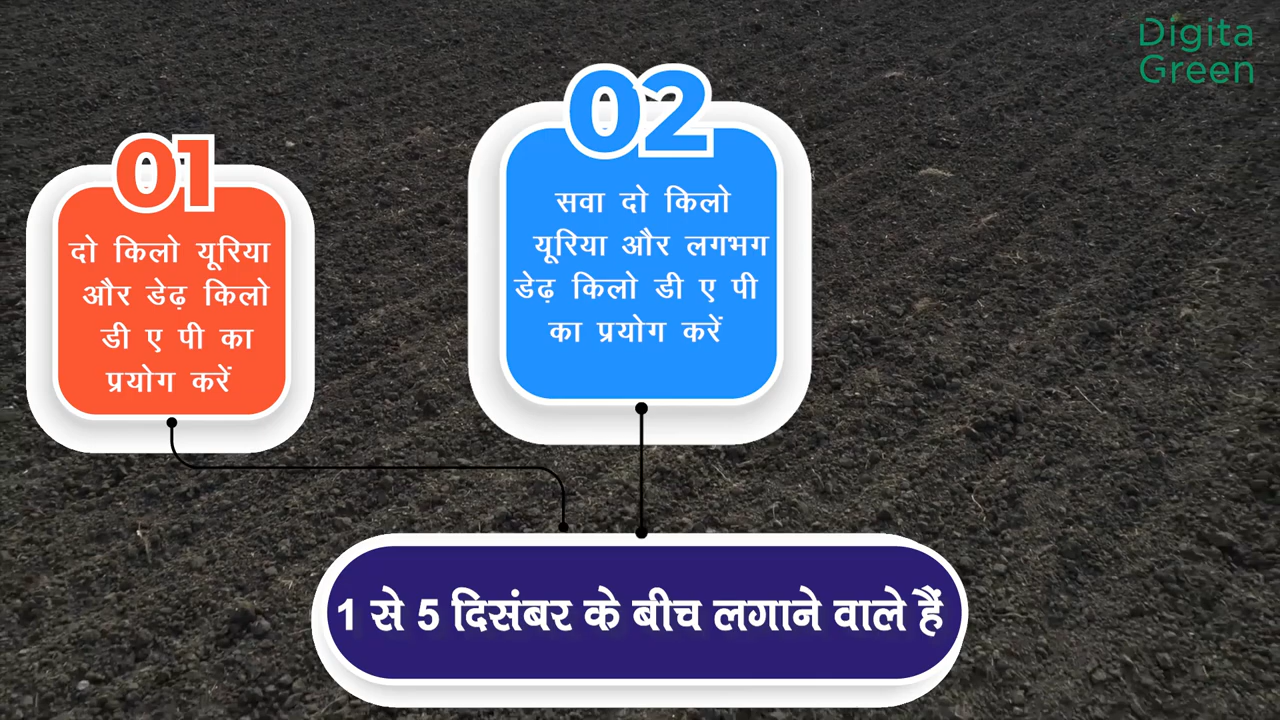 Digita
Green
01
दो किलो यूरिया
और डेढ़ किलो
डी ए पी का
प्रयोग करें
02
सवा दो किलो
यूरिया और लगभग
डेढ़ किलो डी ए पी
का प्रयोग करें
1 से 5 दिसंबर के बीच लगाने वाले हैं